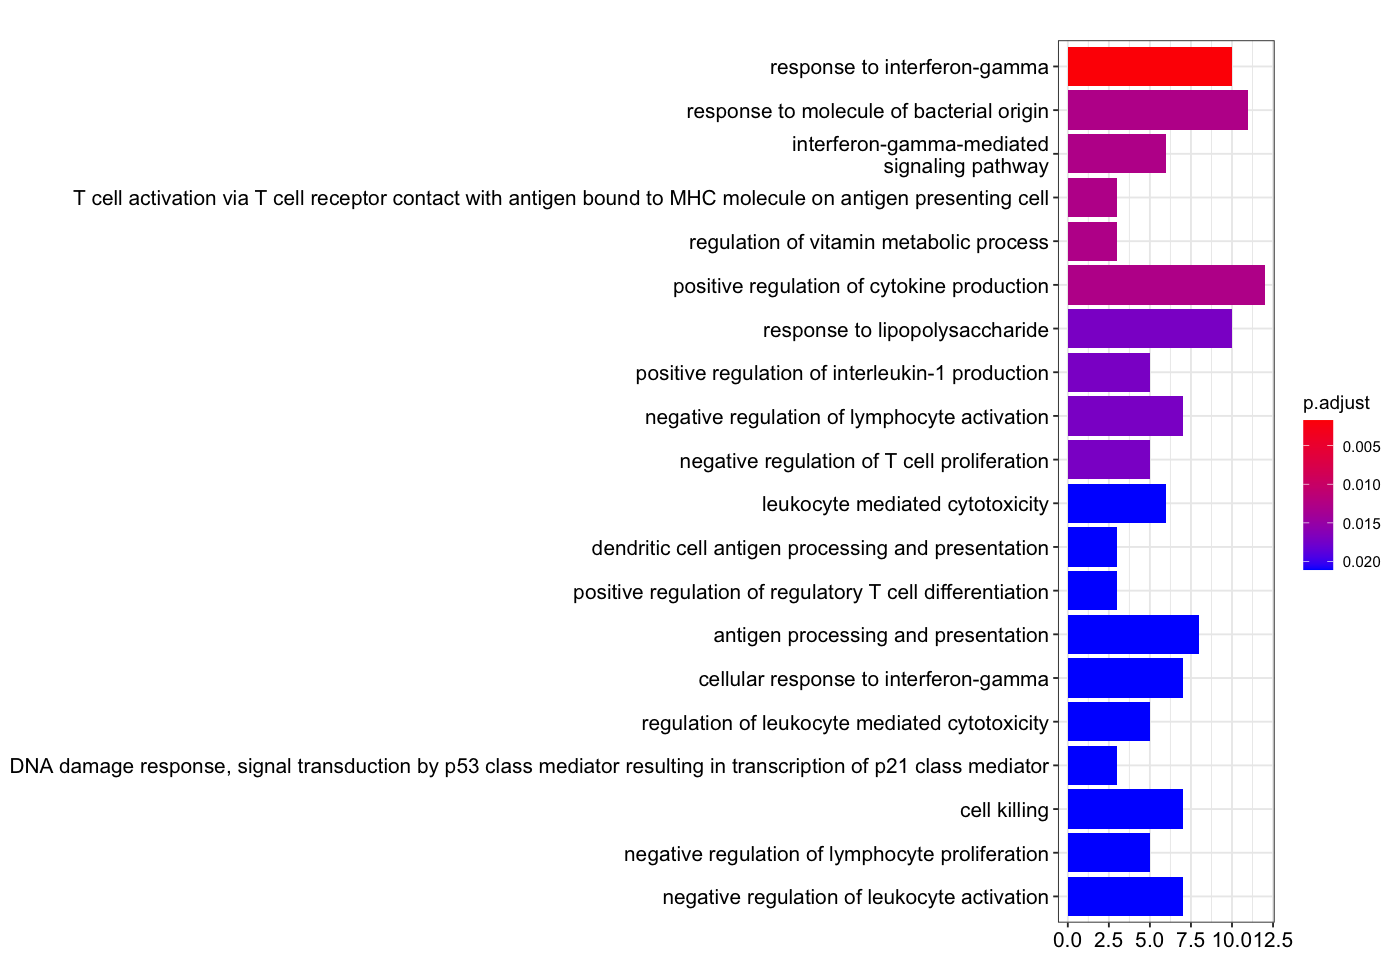 response to interferon-gamma
response to molecule of bacterial origin
interferon-gamma-mediated
signaling pathway
T cell activation via T cell receptor contact with antigen bound to MHC molecule on antigen presenting cell
regulation of vitamin metabolic process
positive regulation of cytokine production
response to lipopolysaccharide
positive regulation of interleukin-1 production
negative regulation of lymphocyte activation
negative regulation of T cell proliferation
leukocyte mediated cytotoxicity
dendritic cell antigen processing and presentation
positive regulation of regulatory T cell differentiation
antigen processing and presentation
cellular response to interferon-gamma
regulation of leukocyte mediated cytotoxicity
DNA damage response, signal transduction by p53 class mediator resulting in transcription of p21 class mediator
cell killing
negative regulation of lymphocyte proliferation
negative regulation of leukocyte activation
0.0 2.5 5.0 7.5 10.0 12.5
p.adjust
0.005
0.010
0.015
0.020